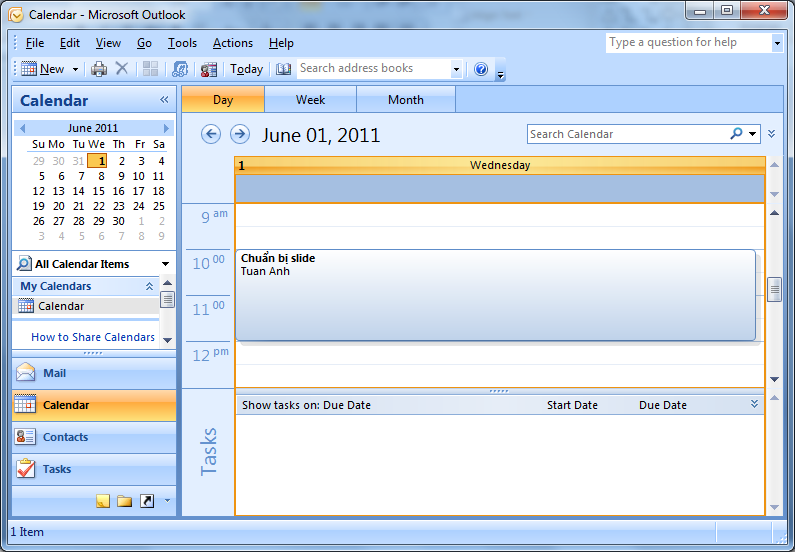 Calendar - Microsoft Outlook
File Edit View Go Tools Actions Help
Type a question for help
New Today Search address books
Calendar «
June 2011
Su Mo Tu We Th Fr Sa
29 30 31 1 2 3 4
5 6 7 8 9 10 11
12 13 14 15 16 17 18
19 20 21 22 23 24 25
26 27 28 29 30 1 2
3 4 5 6 7 8 9
All Calendar Items
My Calendars
Calendar
How to Share Calendars
Mail
Calendar
Contacts
Tasks
Day Week Month
June 01, 2011
Search Calendar
1 Wednesday
9 am
10 00
11 00
12 pm
Chuẩn bị slide
Tuan Anh
Tasks
Show tasks on: Due Date Start Date Due Date
1 Item